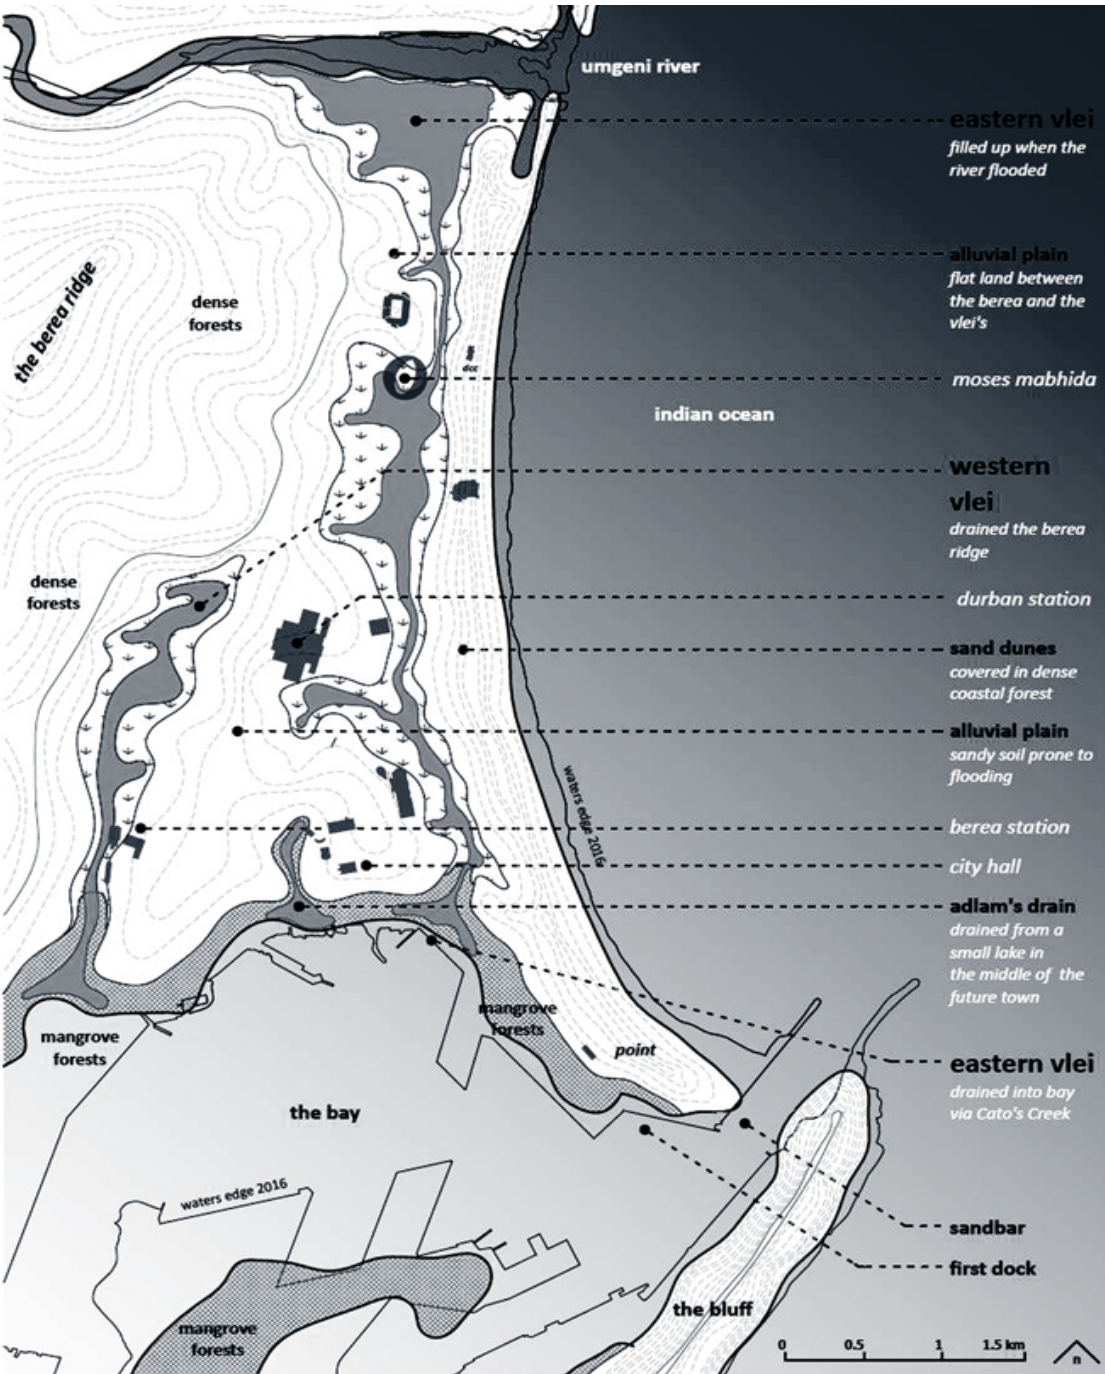 umgeni river
eastern vlei
filled up when the
river flooded
alluvial plain
flat land between
the berea and the
vlei's
the berea ridge
dense
forests
dcc
moses mabhida
indian ocean
western
vlei
drained the berea
ridge
dense
forests
durban station
sand dunes
covered in dense
coastal forest
alluvial plain
sandy soil prone to
flooding
waters edge 2016
berea station
city hall
adlam's drain
drained from a
small lake in
the middle of the
future town
mangrove
forests
mangrove
forests
point
eastern vlei
drained into bay
via Cato's Creek
the bay
waters edge 2016
sandbar
first dock
the bluff
mangrove
forests
0 0.5 1 1.5 km
n